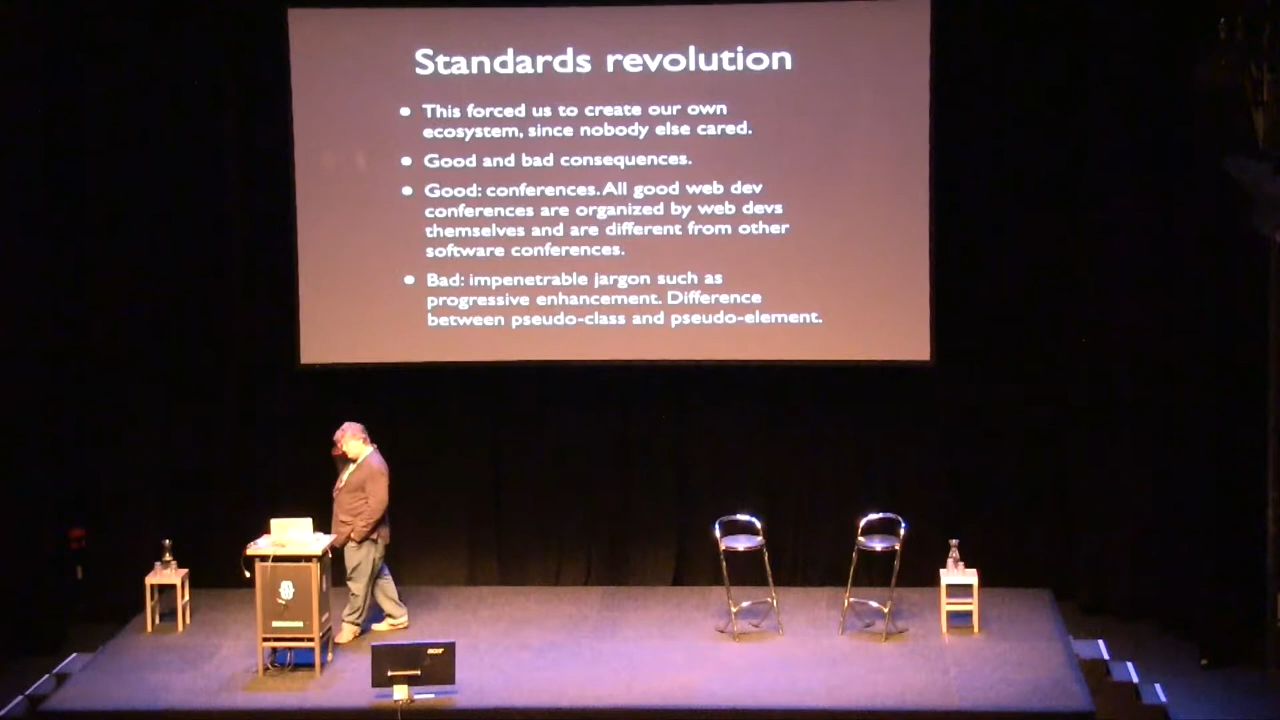 Standards revolution
This forced us to create our own
ecosystem, since nobody else cared.
Good and bad consequences.
Good: conferences. All good web dev
conferences are organized by web devs
themselves and are different from other
software conferences.
Bad: impenetrable jargon such as
progressive enhancement. Difference
between pseudo-class and pseudo-element.
acer